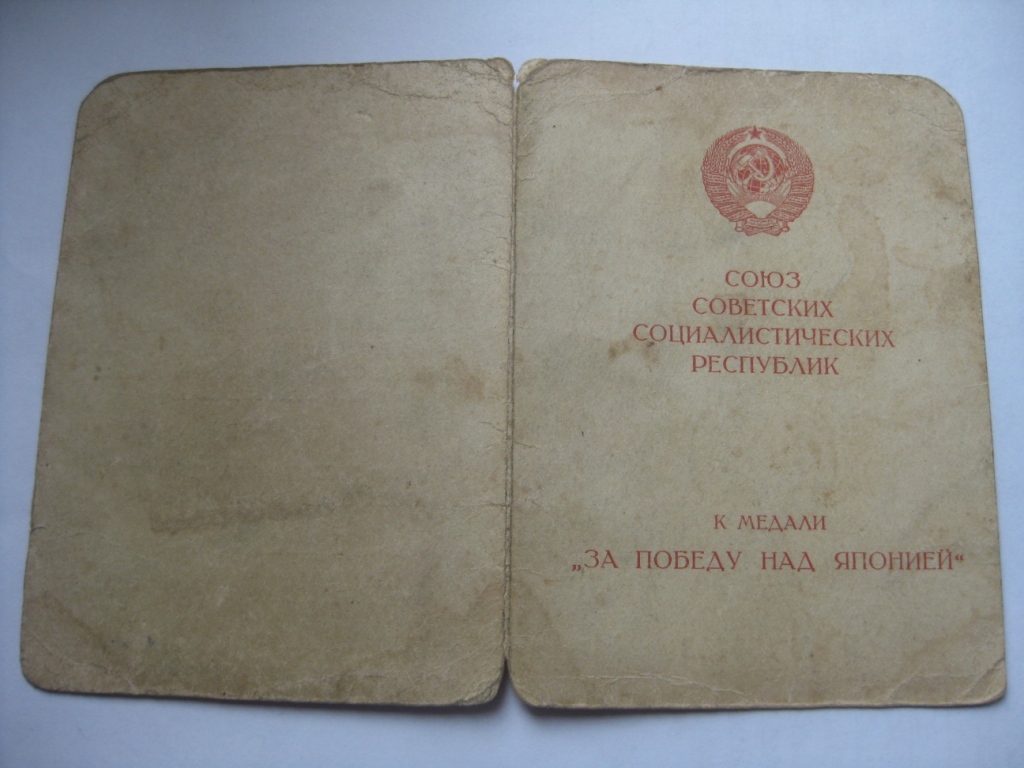 СОЮЗ
СОВЕТСКИХ
СОЦИАЛИСТИЧЕСКИХ
РЕСПУБЛИК
К МЕДАЛИ
„ЗА ПОБЕДУ НАД ЯПОНИЕЙ“